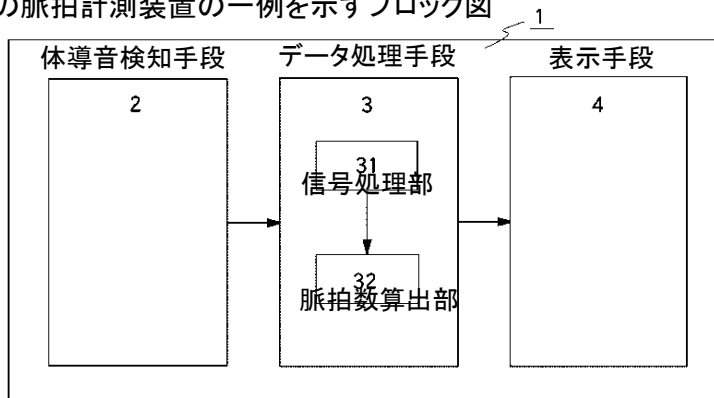 の脈拍計測装置の一例を示すブロック図
1
体導音検知手段 データ処理手段 表示手段
2 3 4
31
信号処理部
32
脈拍数算出部